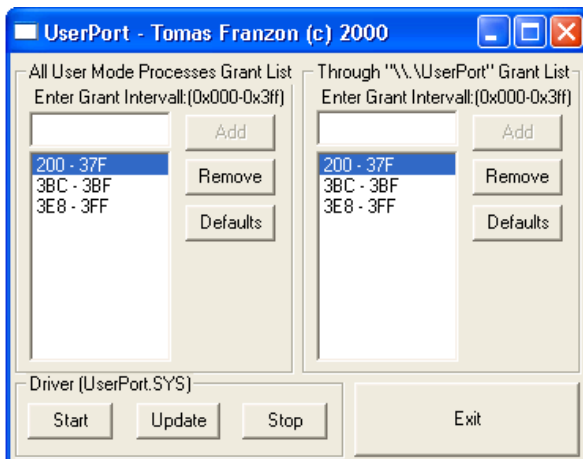 UserPort - Tomas Franzon (c) 2000
All User Mode Processes Grant List
Enter Grant Intervall:(0x000-0x3ff)
Add
200 - 37F
3BC - 3BF
3E8 - 3FF
Remove
Defaults
Through "\\.\UserPort" Grant List
Enter Grant Intervall:(0x000-0x3ff)
Add
200 - 37F
3BC - 3BF
3E8 - 3FF
Remove
Defaults
Driver (UserPort.SYS)
Start
Update
Stop
Exit